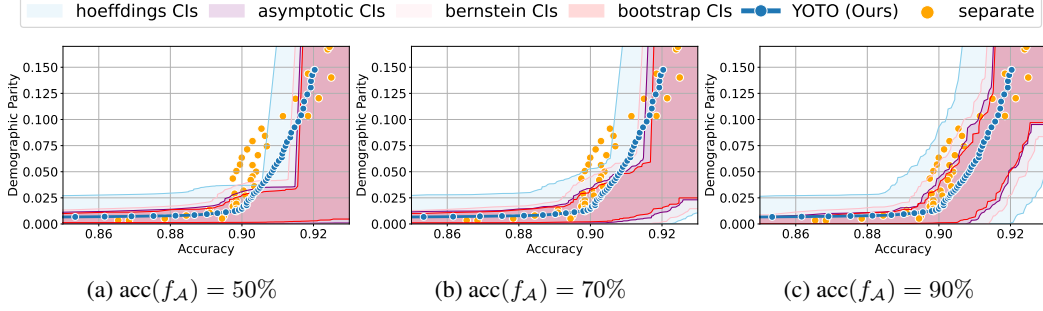 hoeffdings CIs asymptotic CIs bernstein CIs bootstrap CIs YOTO (Ours) separate
Demographic Parity
0.150
0.125
0.100
0.075
0.050
0.025
0.000
0.86 0.88 0.90 0.92
Accuracy
(a) acc(f_𝒜) = 50%
Demographic Parity
0.150
0.125
0.100
0.075
0.050
0.025
0.000
0.86 0.88 0.90 0.92
Accuracy
(b) acc(f_𝒜) = 70%
Demographic Parity
0.150
0.125
0.100
0.075
0.050
0.025
0.000
0.86 0.88 0.90 0.92
Accuracy
(c) acc(f_𝒜) = 90%